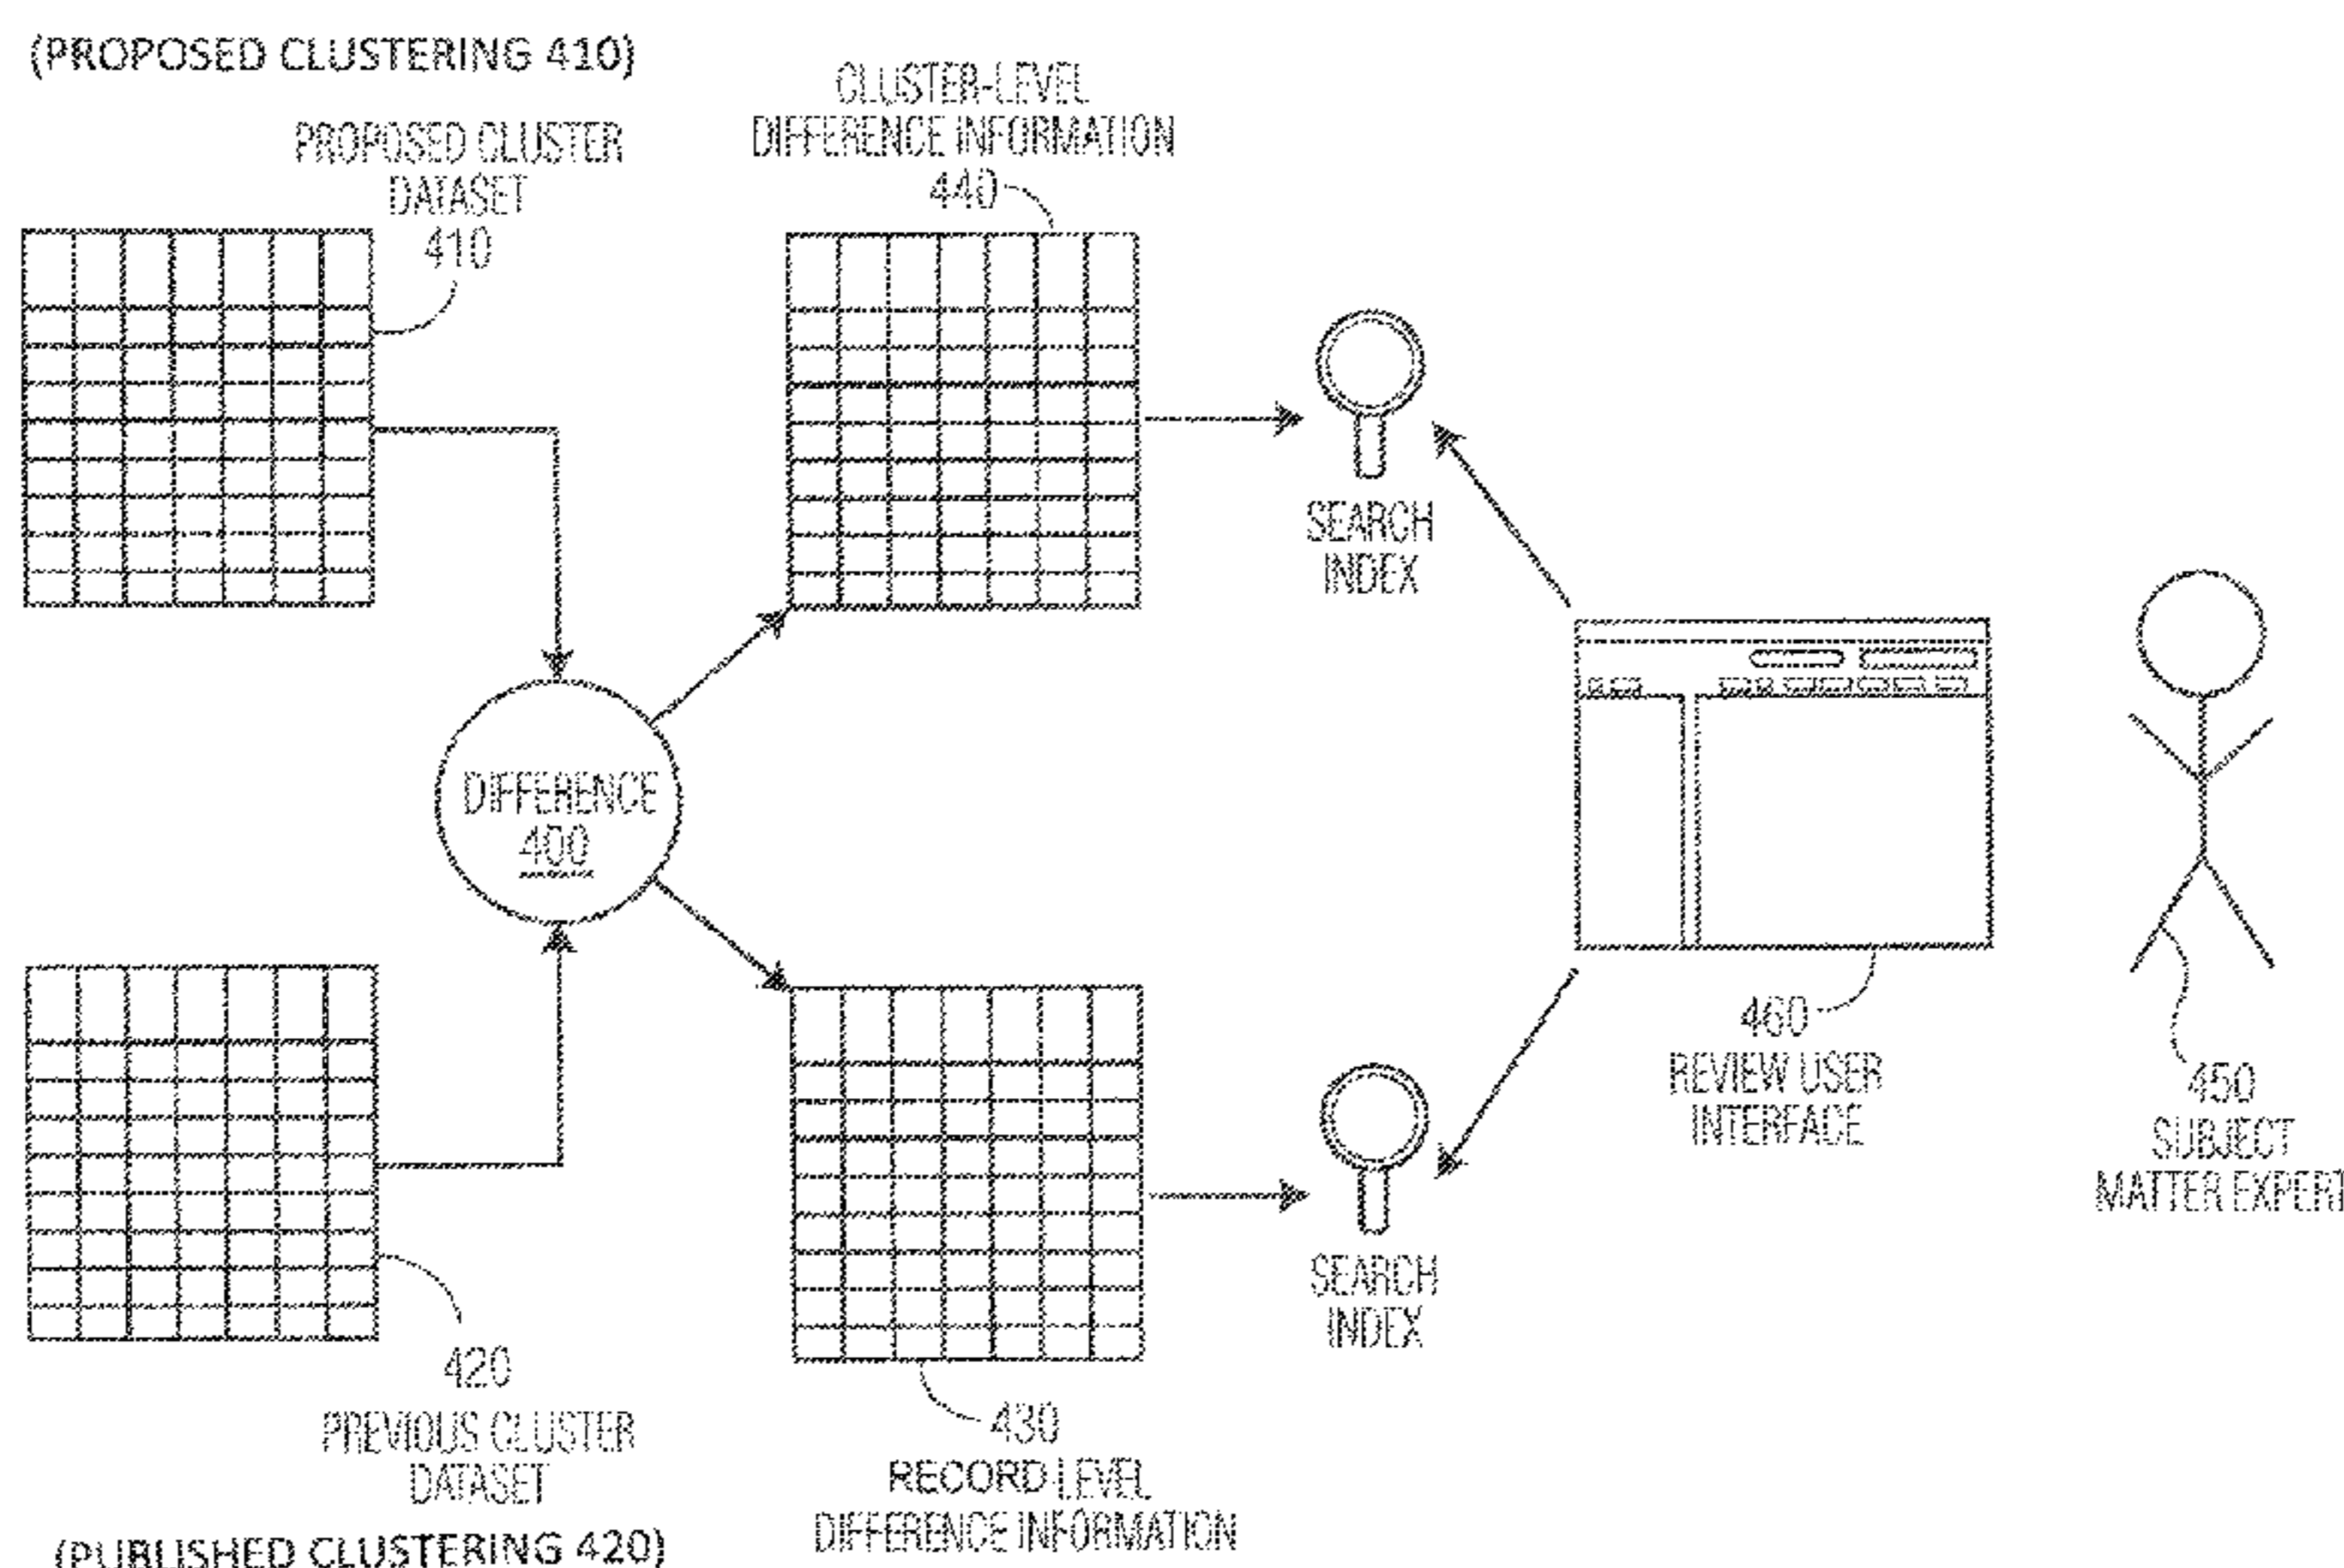 (PROPOSED CLUSTERING 410)
PROPOSED CLUSTER
DATASET
410
CLUSTER-LEVEL
DIFFERENCE INFORMATION
440
SEARCH
INDEX
DIFFERENCE
400
460
REVIEW USER
INTERFACE
450
SUBJECT
MATTER EXPERT
SEARCH
INDEX
420
PREVIOUS CLUSTER
DATASET
(PUBLISHED CLUSTERING 420)
430
RECORD-LEVEL
DIFFERENCE INFORMATION